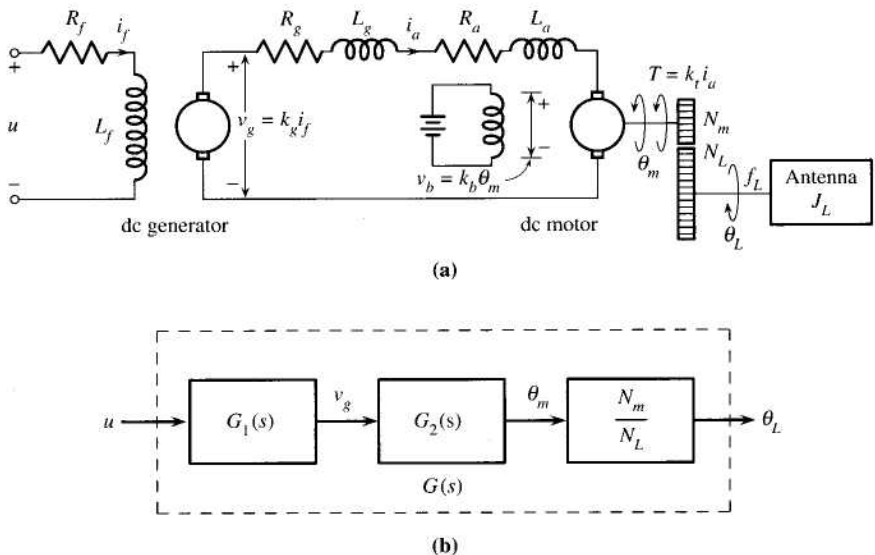 R_f i_f R_g L_g i_a R_a L_a
+ + T = k_t i_a
u L_f v_g = k_g i_f + N_m
− θ_m N_L
− − v_b = k_b θ_m f_L Antenna J_L
dc generator dc motor θ_L
(a)
v_g θ_m N_m
u G_1(s) G_2(s) N_L θ_L
G(s)
(b)